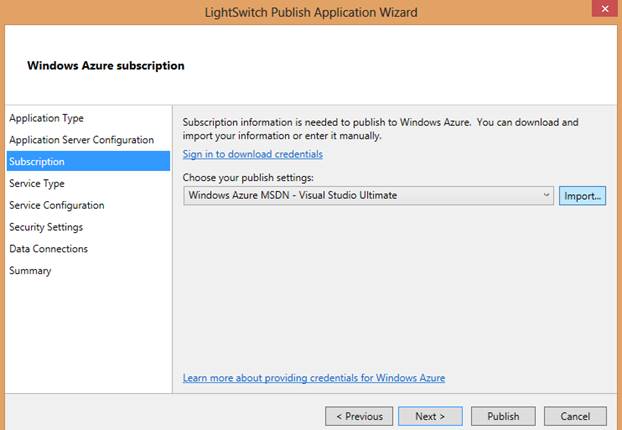 LightSwitch Publish Application Wizard
Windows Azure subscription
Application Type
Application Server Configuration
Subscription
Service Type
Service Configuration
Security Settings
Data Connections
Summary
Subscription information is needed to publish to Windows Azure. You can download and
import your information or enter it manually.
Sign in to download credentials
Choose your publish settings:
Windows Azure MSDN - Visual Studio Ultimate
Import...
Learn more about providing credentials for Windows Azure
< Previous
Next >
Publish
Cancel